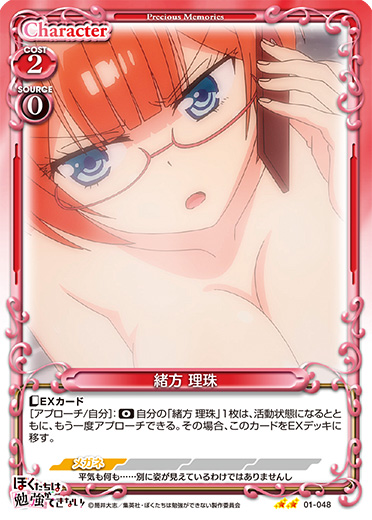 Precious Memories
Character
COST
2
SOURCE
0
緒方 理珠
EXカード
[アプローチ/自分]: 自分の「緒方 理珠」1枚は、活動状態になるとと
もに、もう一度アプローチできる。その場合、このカードをEXデッキに
移す。
メガネ
平気も何も……別に姿が見えているわけではありませんし
ぼくたちは
勉強ができない
©筒井大志/集英社・ぼくたちは勉強ができない製作委員会
01-048